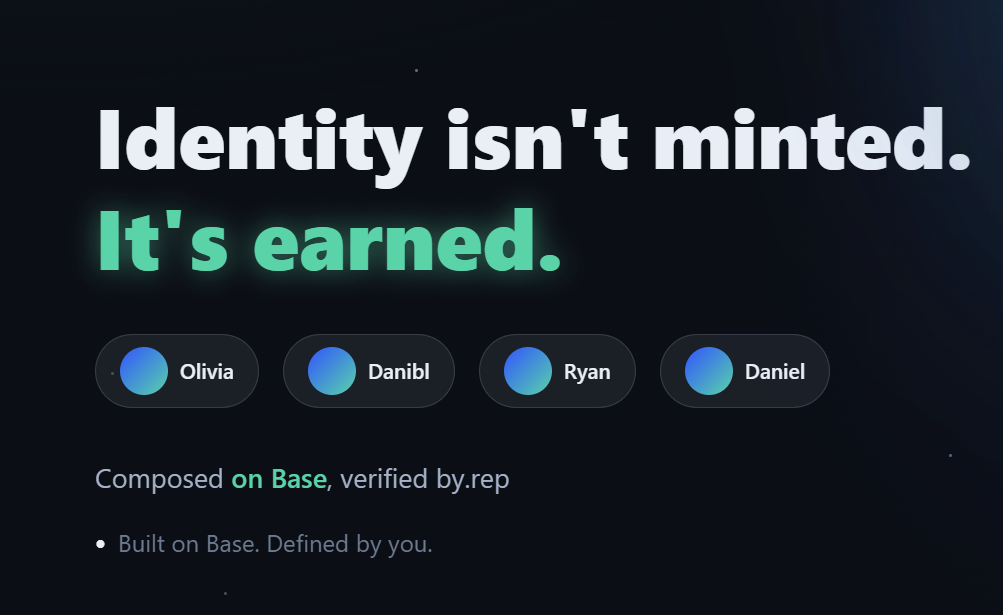 Identity isn't minted.
It's earned.
Olivia Danibl Ryan Daniel
Composed on Base, verified by.rep
• Built on Base. Defined by you.